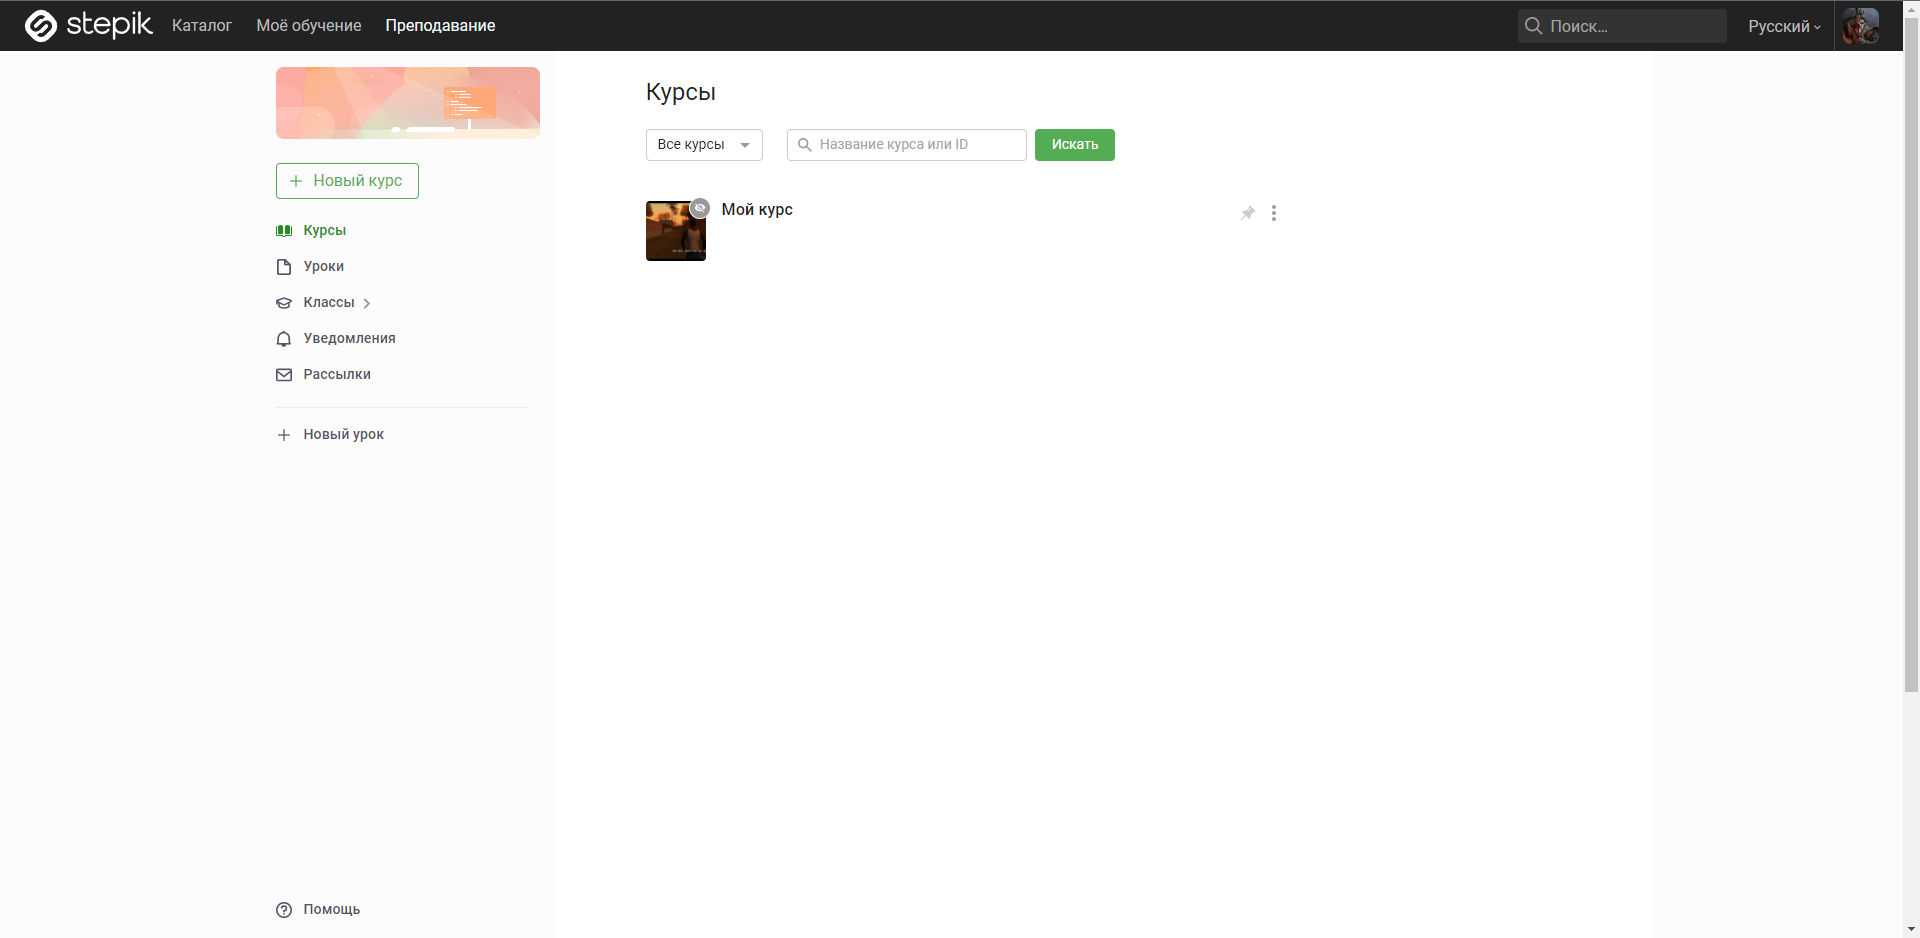 stepik Каталог Моё обучение Преподавание Поиск... Русский
Курсы
Все курсы Название курса или ID Искать
Новый курс
Мой курс
Курсы
Уроки
Классы
Уведомления
Рассылки
Новый урок
Помощь